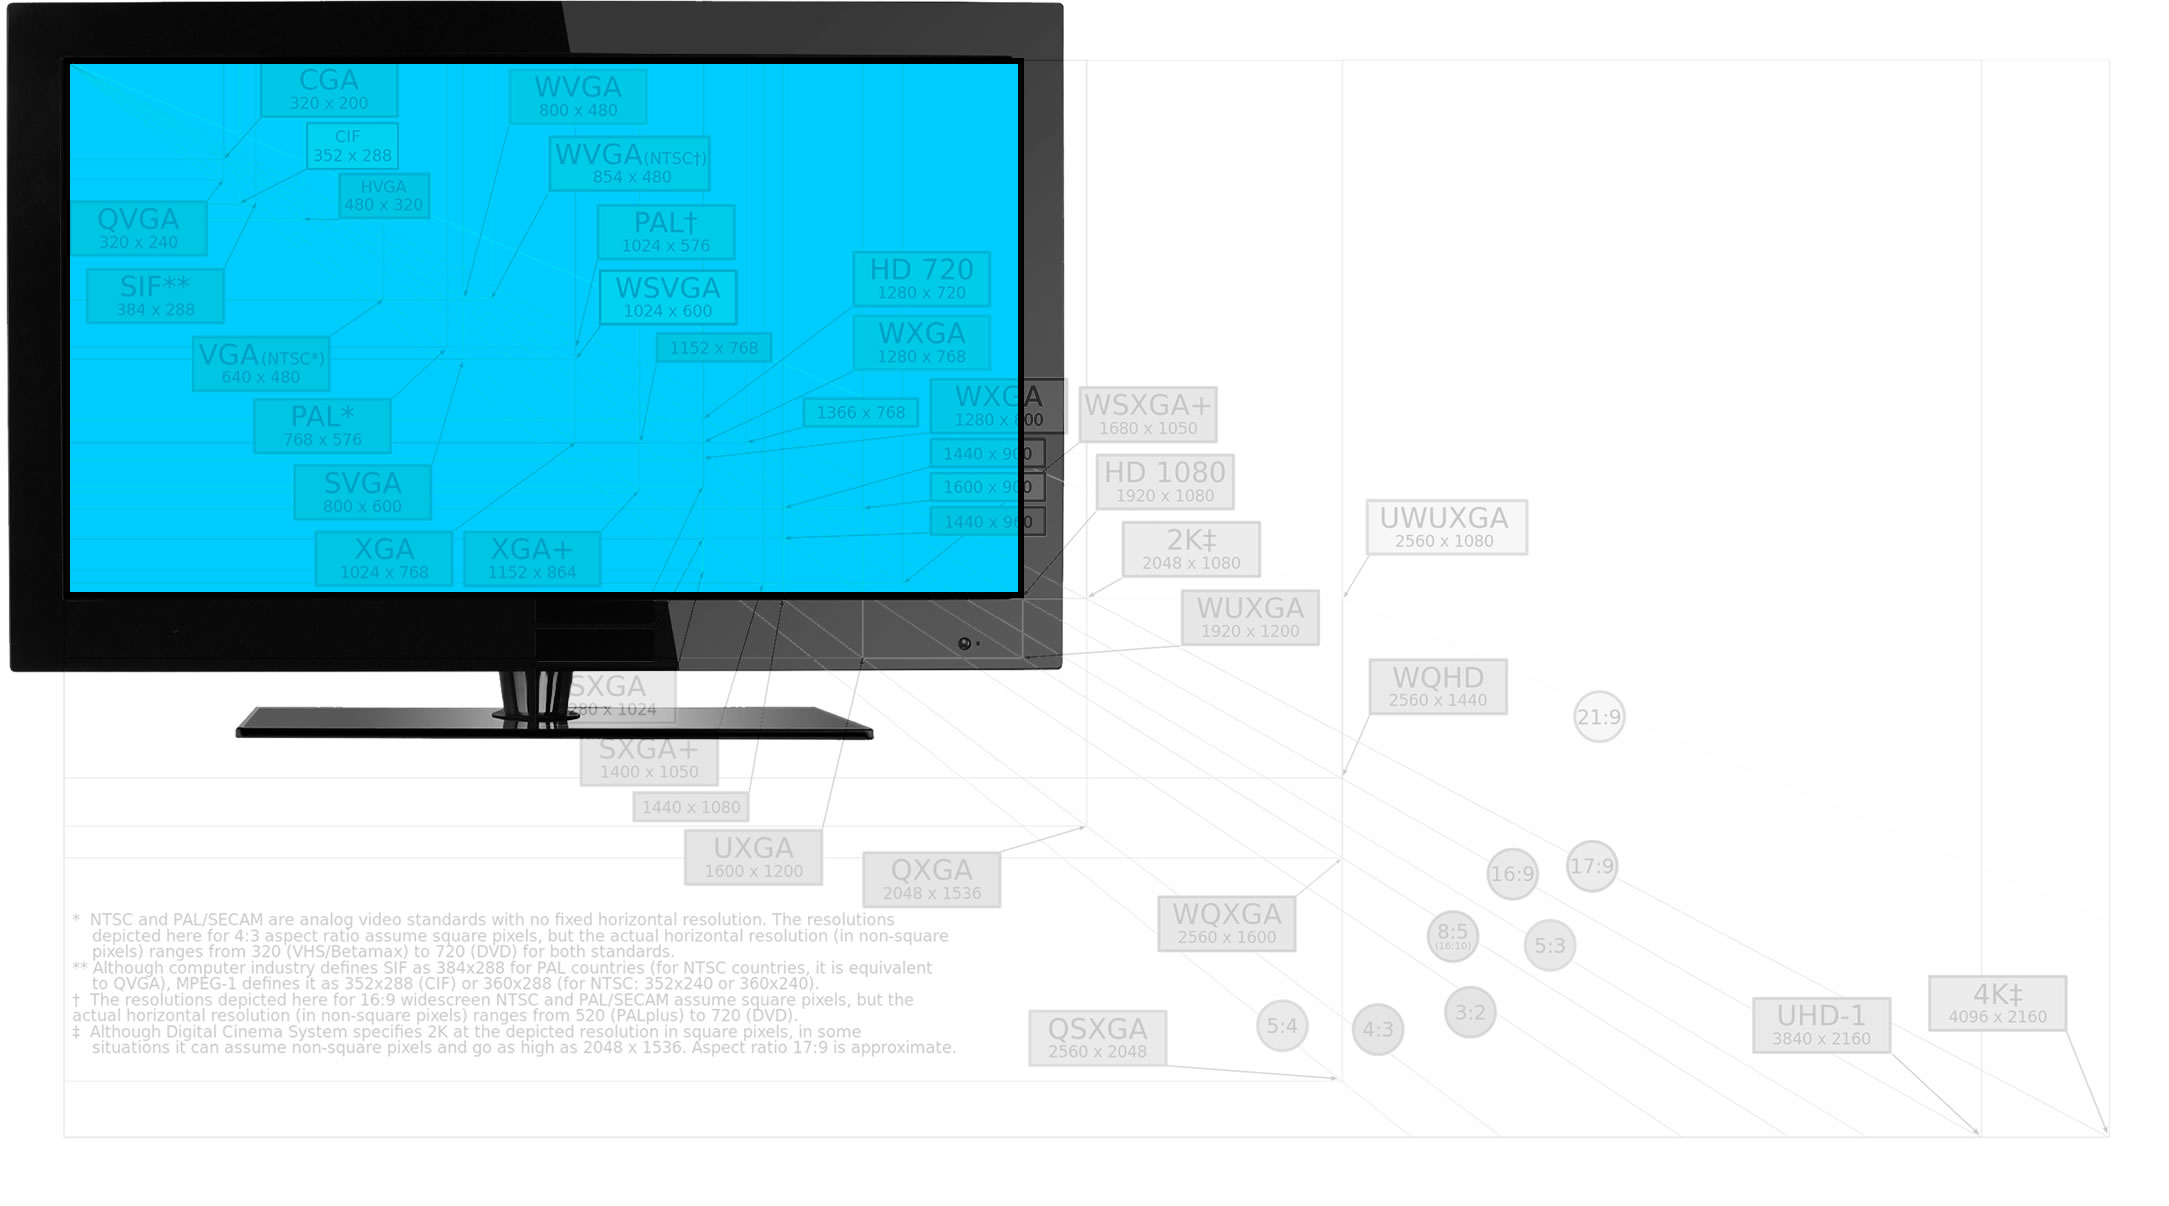 CGA
320 x 200
WVGA
800 x 480
CIF
352 x 288
WVGA(NTSC†)
854 x 480
HVGA
480 x 320
QVGA
320 x 240
PAL†
1024 x 576
HD 720
1280 x 720
SIF**
384 x 288
WSVGA
1024 x 600
WXGA
1280 x 768
VGA(NTSC*)
640 x 480
1152 x 768
WXGA
1280 x 800
WSXGA+
1680 x 1050
PAL*
768 x 576
1366 x 768
1440 x 900
HD 1080
1920 x 1080
SVGA
800 x 600
1600 x 900
1440 x 960
UWUXGA
2560 x 1080
XGA
1024 x 768
XGA+
1152 x 864
2K‡
2048 x 1080
WUXGA
1920 x 1200
SXGA
280 x 1024
WQHD
2560 x 1440
21:9
SXGA+
1400 x 1050
1440 x 1080
UXGA
1600 x 1200
QXGA
2048 x 1536
16:9
17:9
WQXGA
2560 x 1600
8:5
(16:10)
5:3
* NTSC and PAL/SECAM are analog video standards with no fixed horizontal resolution. The resolutions
depicted here for 4:3 aspect ratio assume square pixels, but the actual horizontal resolution (in non-square
pixels) ranges from 320 (VHS/Betamax) to 720 (DVD) for both standards.
** Although computer industry defines SIF as 384x288 for PAL countries (for NTSC countries, it is equivalent
to QVGA), MPEG-1 defines it as 352x288 (CIF) or 360x288 (for NTSC: 352x240 or 360x240).
† The resolutions depicted here for 16:9 widescreen NTSC and PAL/SECAM assume square pixels, but the
actual horizontal resolution (in non-square pixels) ranges from 520 (PALplus) to 720 (DVD).
‡ Although Digital Cinema System specifies 2K at the depicted resolution in square pixels, in some
situations it can assume non-square pixels and go as high as 2048 x 1536. Aspect ratio 17:9 is approximate.
QSXGA
2560 x 2048
5:4
4:3
3:2
UHD-1
3840 x 2160
4K‡
4096 x 2160